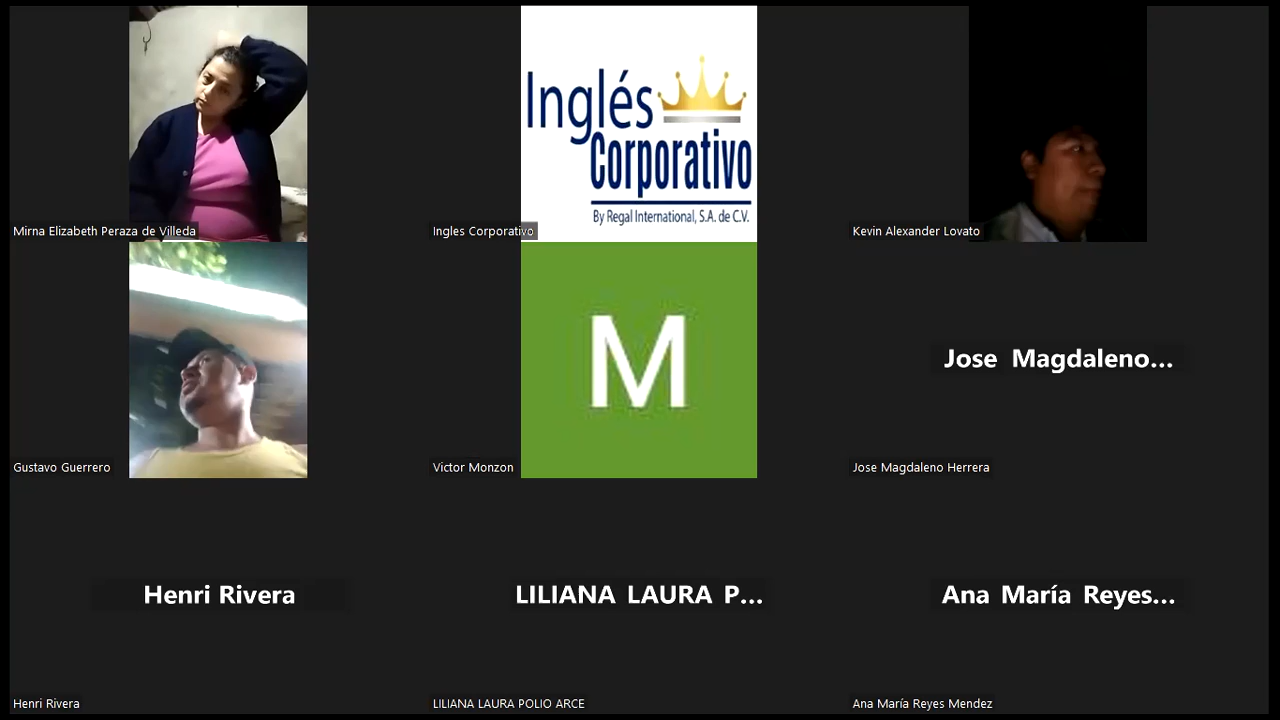 Inglés
Corporativo
By Regal International, S.A. de C.V.
Mirna Elizabeth Peraza de Villeda
Ingles Corporativo
Kevin Alexander Lovato
M
Jose Magdaleno...
Gustavo Guerrero
Victor Monzon
Jose Magdaleno Herrera
Henri Rivera
LILIANA LAURA P...
Ana María Reyes...
Henri Rivera
LILIANA LAURA POLIO ARCE
Ana María Reyes Mendez